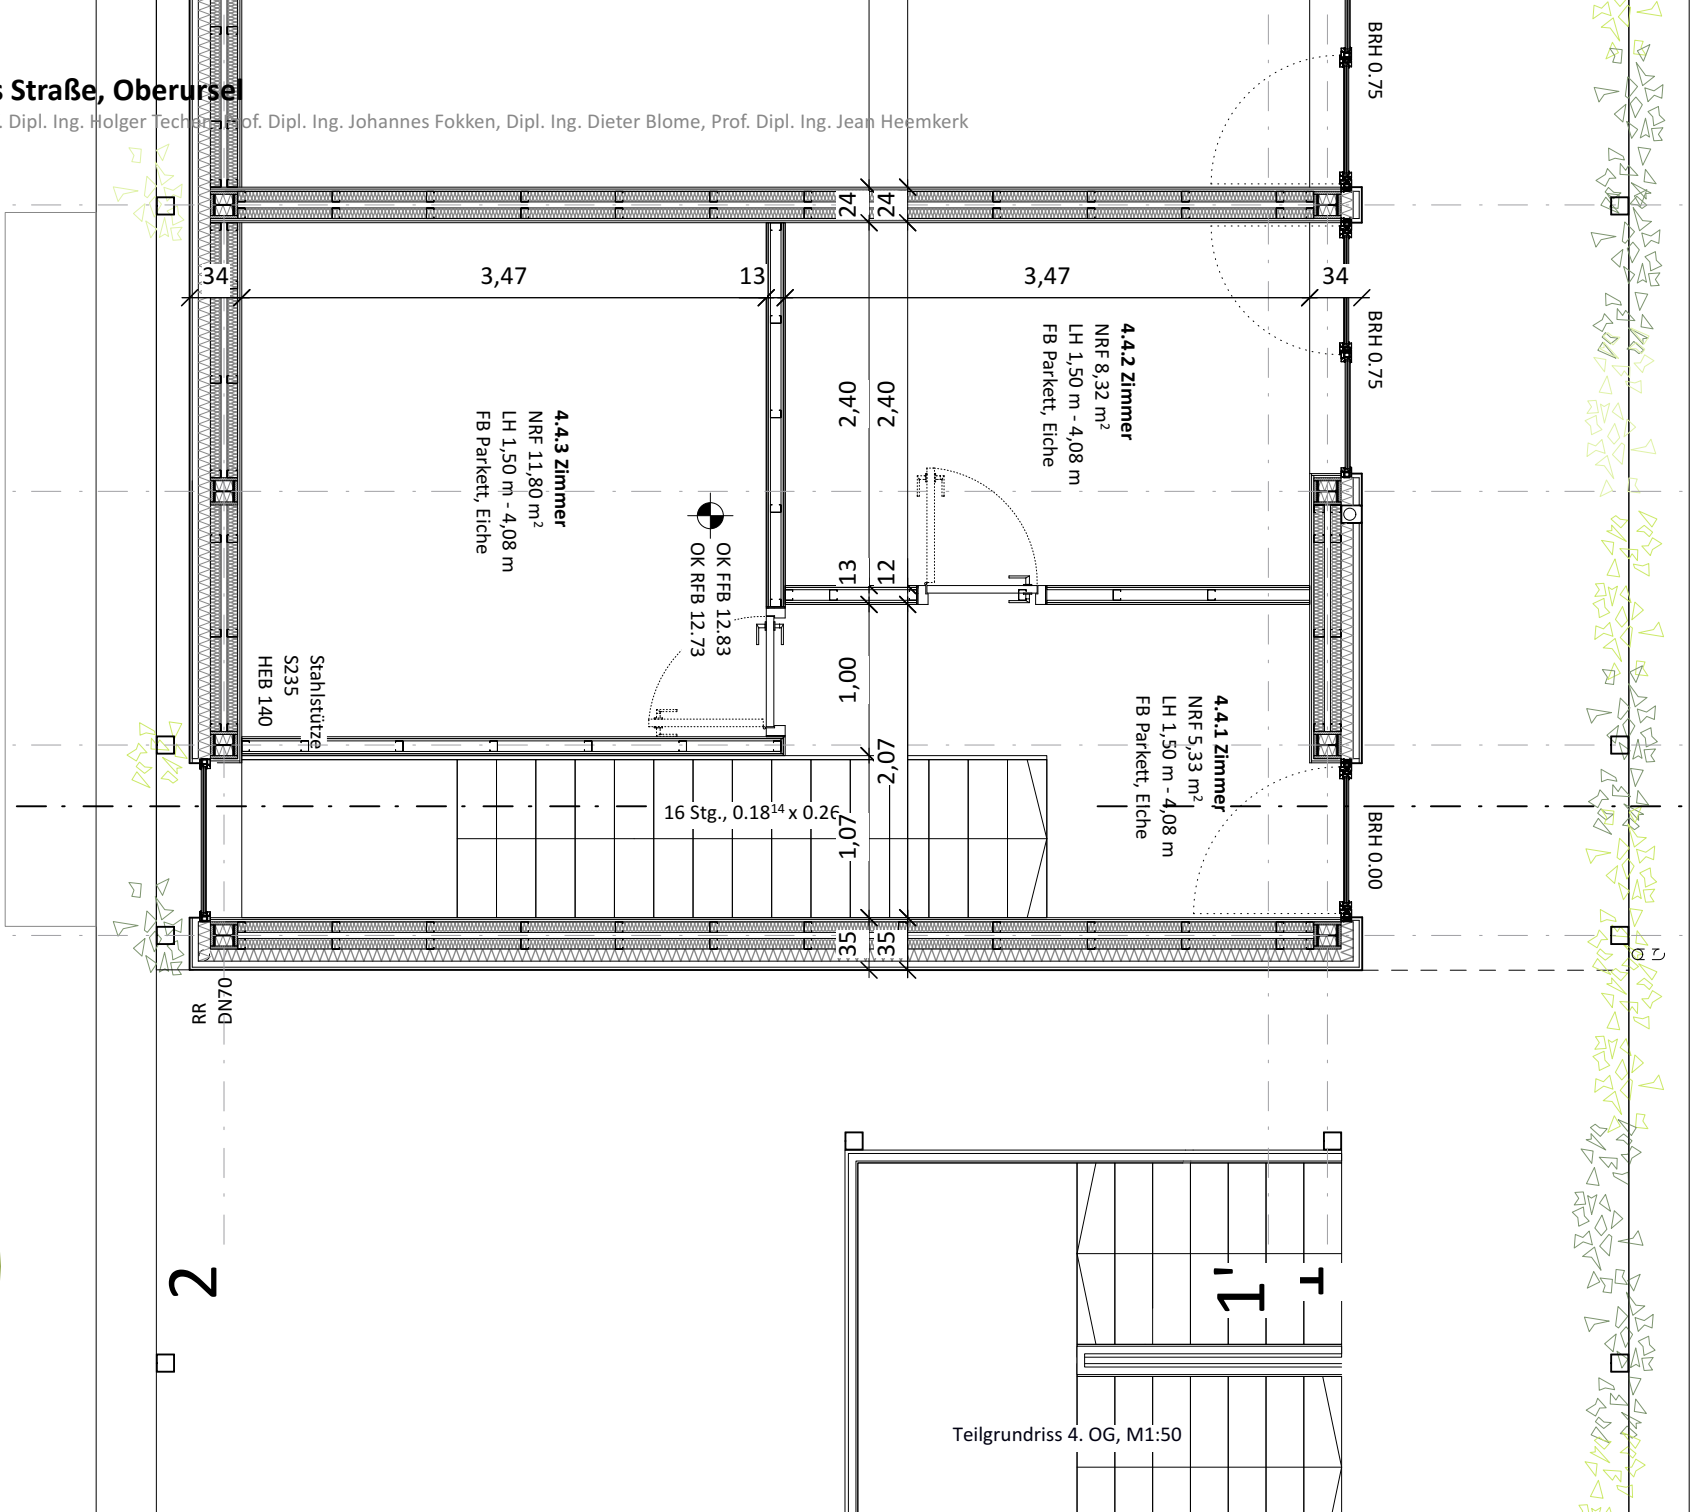 s Straße, Oberursel
. Dipl. Ing. Holger Techen, Prof. Dipl. Ing. Johannes Fokken, Dipl. Ing. Dieter Blome, Prof. Dipl. Ing. Jean Heemkerk
BRH 0.75
24
24
34
3,47
13
3,47
34
BRH 0.75
4.4.2 Zimmer
NRF 8,32 m²
LH 1,50 m - 4,08 m
FB Parkett, Eiche
2,40
2,40
4.4.3 Zimmer
NRF 11,80 m²
LH 1,50 m - 4,08 m
FB Parkett, Eiche
OK FFB 12.83
OK RFB 12.73
13
12
Stahlstütze
S235
HEB 140
1,00
2,07
4.4.1 Zimmer
NRF 5,33 m²
LH 1,50 m - 4,08 m
FB Parkett, EIche
16 Stg., 0.18¹⁴ x 0.26
1,07
BRH 0.00
35
35
DN70
RR
2
1'
1
Teilgrundriss 4. OG, M1:50